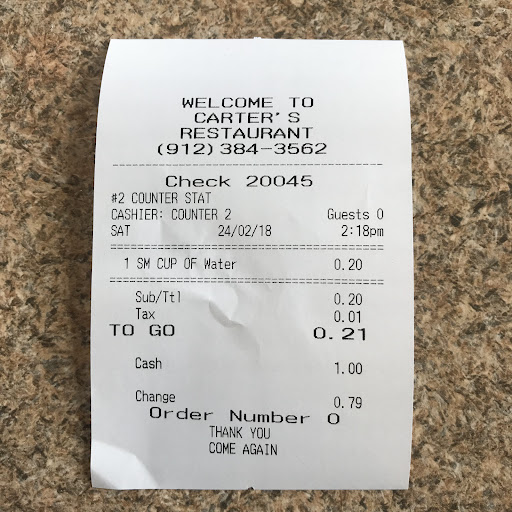 WELCOME TO
CARTER'S
RESTAURANT
(912)384-3562
Check 20045
#2 COUNTER STAT
CASHIER: COUNTER 2 Guests 0
SAT 24/02/18 2:18pm
1 SM CUP OF Water 0.20
Sub/Ttl 0.20
Tax 0.01
TO GO 0.21
Cash 1.00
Change 0.79
Order Number 0
THANK YOU
COME AGAIN